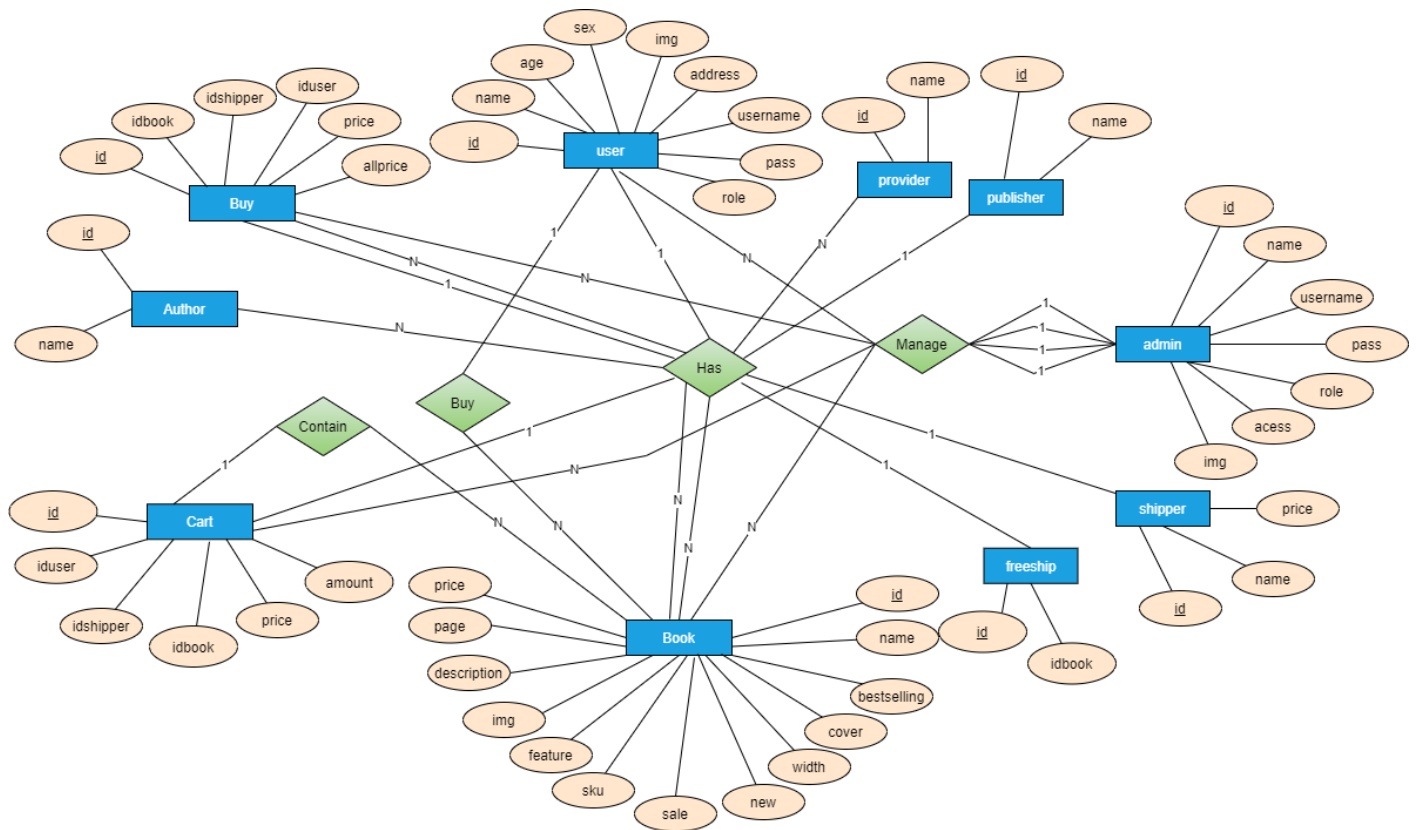 sex
img
age
address
name
username
id
user
pass
role
iduser
idshipper
price
idbook
allprice
id
Buy
name
id
provider
id
name
publisher
id
Author
name
id
name
username
admin
pass
role
acess
img
1
1
N
N
1
N
N
1
N
1
1
1
1
1
Has
Manage
Buy
Contain
1
1
N
N
N
N
N
N
1
1
id
Cart
iduser
amount
idshipper
price
idbook
shipper
price
name
id
freeship
id
idbook
price
id
page
Book
name
description
bestselling
img
cover
feature
width
sku
new
sale